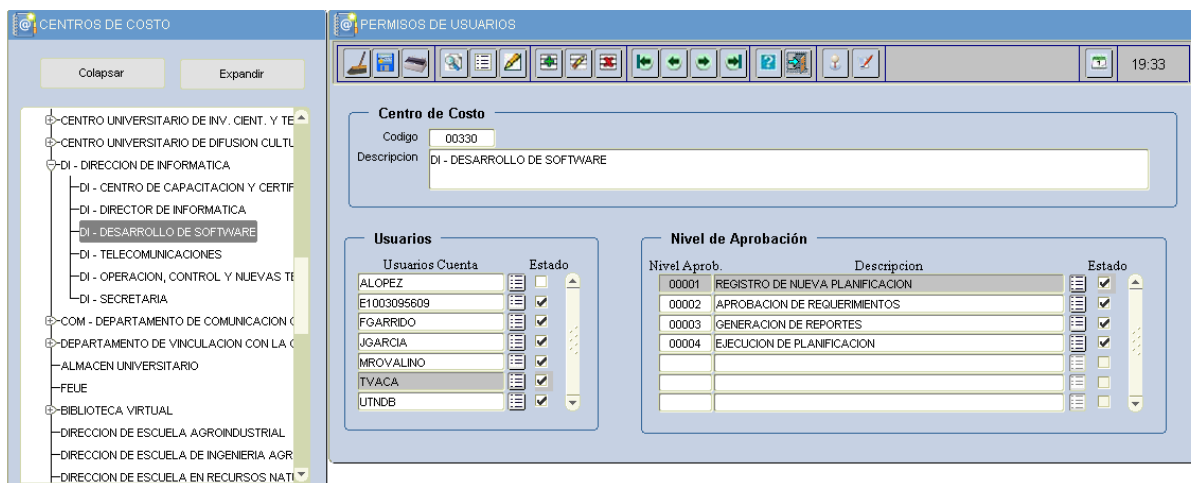 CENTROS DE COSTO
Colapsar Expandir
CENTRO UNIVERSITARIO DE INV. CIENT. Y TE
CENTRO UNIVERSITARIO DE DIFUSION CULTU
DI - DIRECCION DE INFORMATICA
DI - CENTRO DE CAPACITACION Y CERTIF
DI - DIRECTOR DE INFORMATICA
DI - DESARROLLO DE SOFTWARE
DI - TELECOMUNICACIONES
DI - OPERACION, CONTROL Y NUEVAS TE
DI - SECRETARIA
COM - DEPARTAMENTO DE COMUNICACION
DEPARTAMENTO DE VINCULACION CON LA
ALMACEN UNIVERSITARIO
FEUE
BIBLIOTECA VIRTUAL
DIRECCION DE ESCUELA AGROINDUSTRIAL
DIRECCION DE ESCUELA DE INGENIERIA AGR
DIRECCION DE ESCUELA EN RECURSOS NATI
PERMISOS DE USUARIOS
19:33
Centro de Costo
Codigo 00330
Descripcion DI - DESARROLLO DE SOFTWARE
Usuarios
Usuarios Cuenta Estado
ALOPEZ
E1003095609
FGARRIDO
JGARCIA
MROVALINO
TVACA
UTNDB
Nivel de Aprobación
Nivel Aprob. Descripcion Estado
00001 REGISTRO DE NUEVA PLANIFICACION
00002 APROBACION DE REQUERIMIENTOS
00003 GENERACION DE REPORTES
00004 EJECUCION DE PLANIFICACION